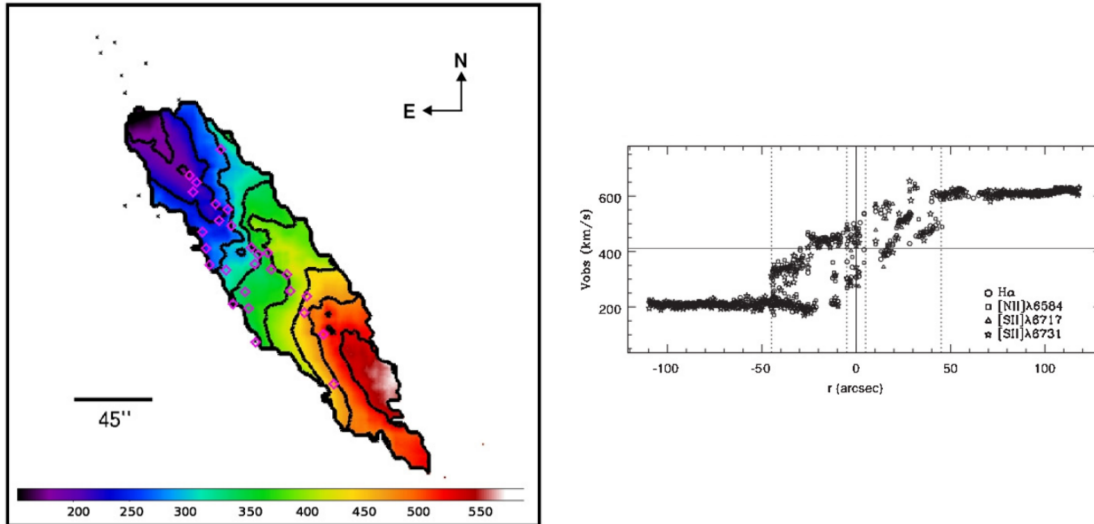 N
E
45"
200 250 300 350 400 450 500 550
Vobs (km/s)
600
400
200
Hα
[NII]λ6584
[SII]λ6717
[SII]λ6731
-100 -50 0 50 100
r (arcsec)